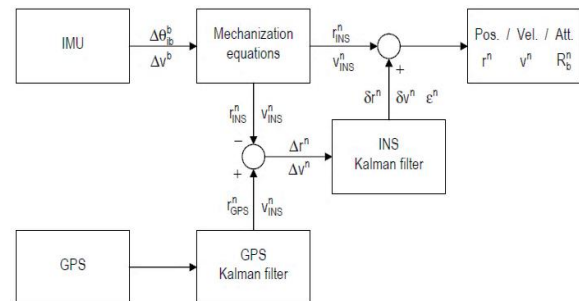 IMU
Δθ^b_ib
Δv^b
Mechanization
equations
r^n_INS
v^n_INS
+
Pos. / Vel. / Att.
r^n v^n R^n_b
δr^n δv^n ε^n
r^n_INS v^n_INS
−
+
Δr^n
Δv^n
INS
Kalman filter
r^n_GPS v^n_INS
GPS
GPS
Kalman filter